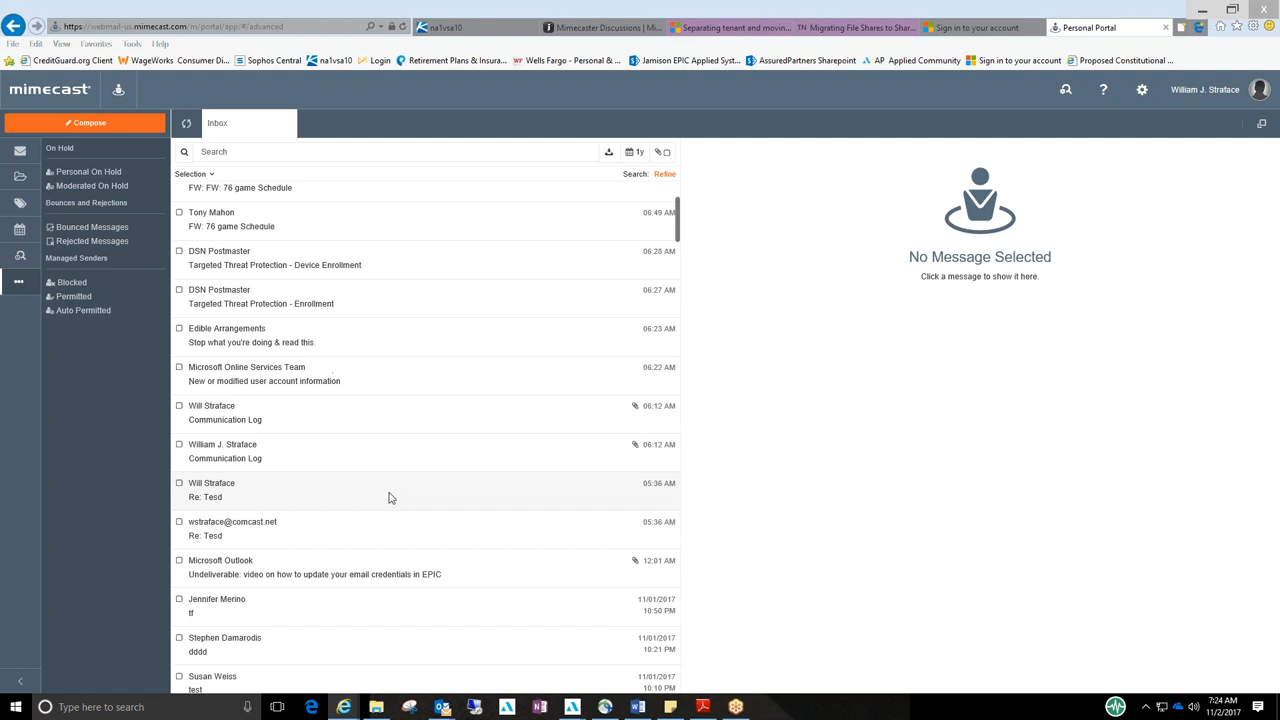 https://webmail-us.mimecast.com/m/portal/app/#/advanced
na1vsa10
Mimecaster Discussions | Mi...
Separating tenant and movin...
TN Migrating File Shares to Shar...
Sign in to your account
Personal Portal
File Edit View Favorites Tools Help
CreditGuard.org Client
WageWorks Consumer Di...
Sophos Central
na1vsa10
Login
Retirement Plans & Insura...
Wells Fargo - Personal & ...
Jamison EPIC Applied Syst...
AssuredPartners Sharepoint
AP Applied Community
Sign in to your account
Proposed Constitutional ...
mimecast
William J. Straface
Compose
Inbox
On Hold
Personal On Hold
Moderated On Hold
Bounces and Rejections
Bounced Messages
Rejected Messages
Managed Senders
Blocked
Permitted
Auto Permitted
Search
1y
Selection
Search: Refine
FW: FW: 76 game Schedule
Tony Mahon 06:49 AM
FW: 76 game Schedule
DSN Postmaster 06:28 AM
Targeted Threat Protection - Device Enrollment
DSN Postmaster 06:27 AM
Targeted Threat Protection - Enrollment
Edible Arrangements 06:23 AM
Stop what you're doing & read this.
Microsoft Online Services Team 06:22 AM
New or modified user account information
Will Straface 06:12 AM
Communication Log
William J. Straface 06:12 AM
Communication Log
Will Straface 05:36 AM
Re: Tesd
wstraface@comcast.net 05:36 AM
Re: Tesd
Microsoft Outlook 12:01 AM
Undeliverable: video on how to update your email credentials in EPIC
Jennifer Merino 11/01/2017
tf 10:50 PM
Stephen Damarodis 11/01/2017
dddd 10:21 PM
Susan Weiss 11/01/2017
test 10:10 PM
No Message Selected
Click a message to show it here.
Type here to search
7:24 AM
11/2/2017